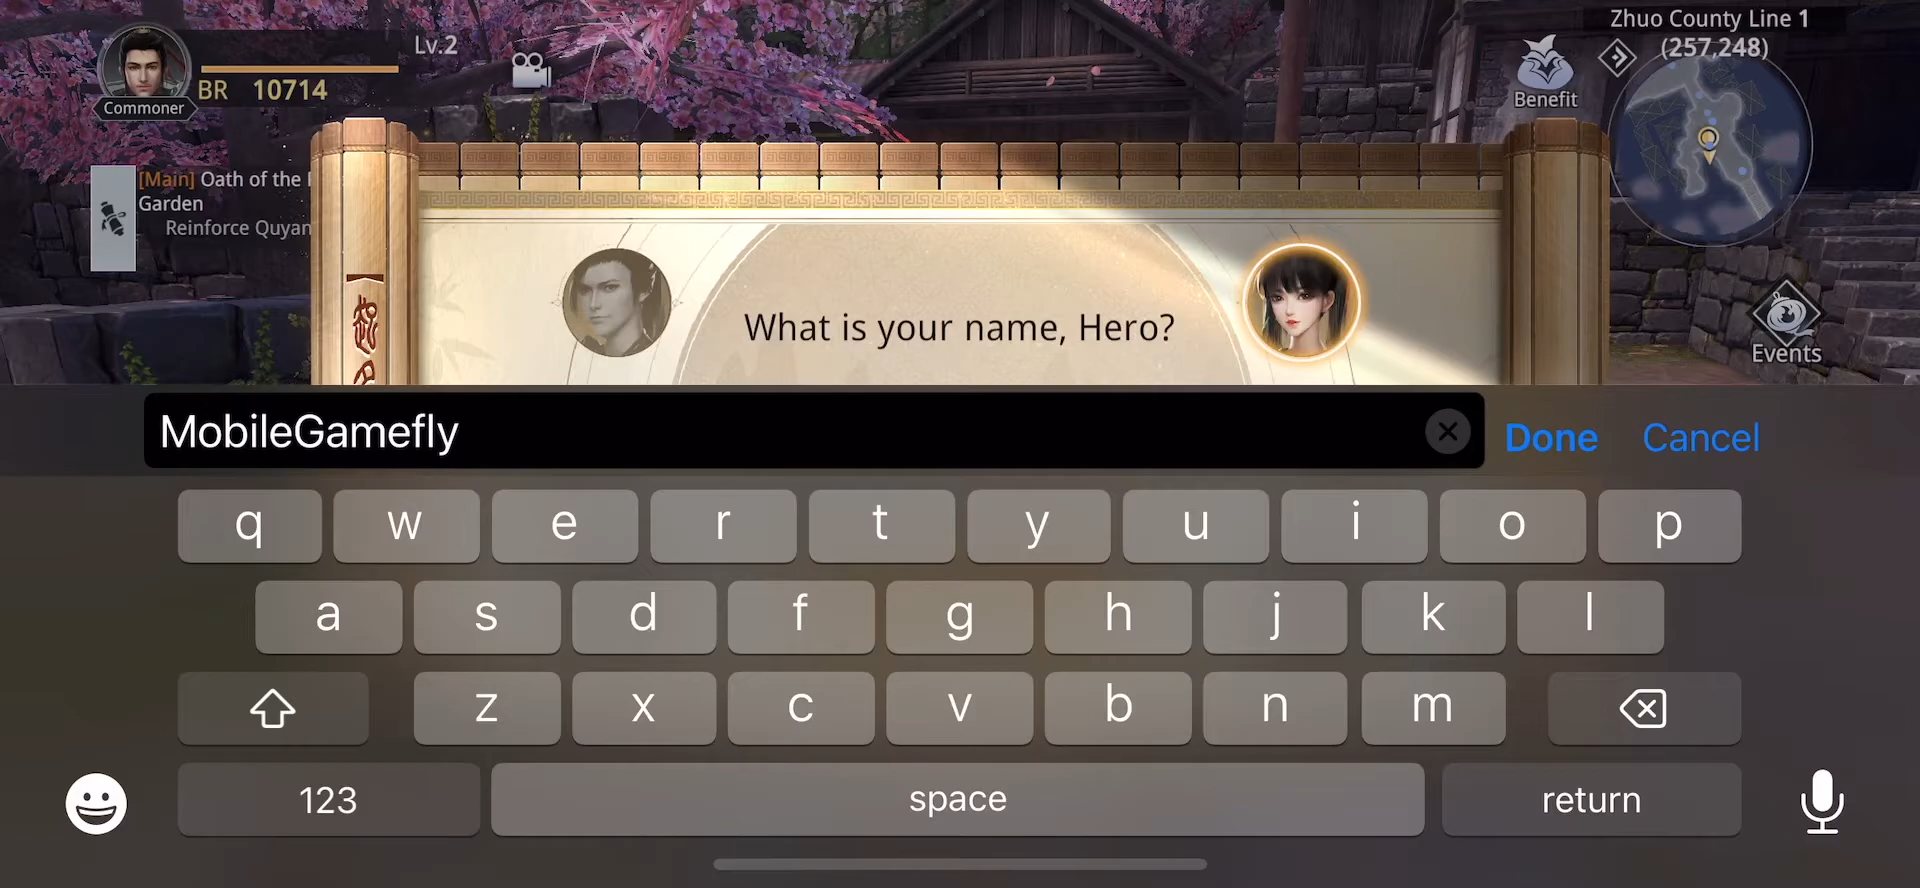 Zhuo County Line 1
(257,248)
Lv.2
BR 10714
Commoner
Benefit
[Main] Oath of the
Garden
Reinforce Quyan
What is your name, Hero?
Events
MobileGamefly
Done
Cancel
q w e r t y u i o p
a s d f g h j k l
z x c v b n m
123
space
return